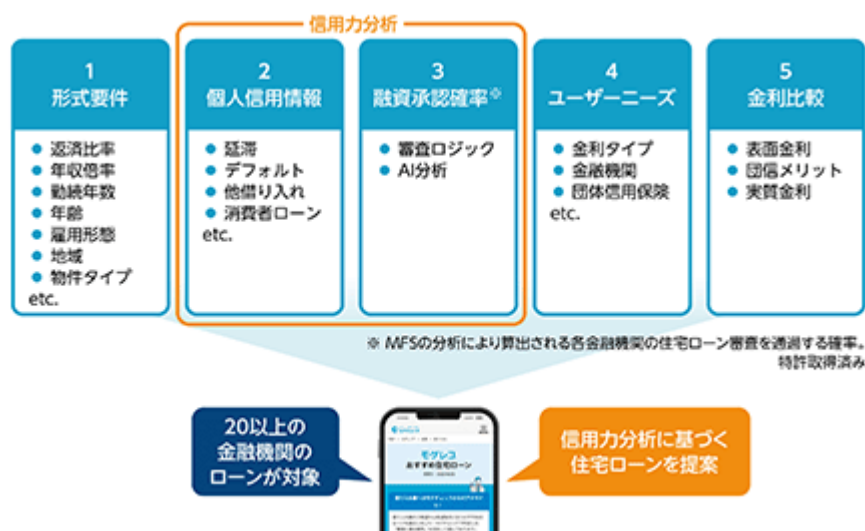 信用力分析
1
形式要件
返済比率
年収倍率
勤続年数
年齢
雇用形態
地域
物件タイプ
etc.
2
個人信用情報
延滞
デフォルト
他借り入れ
消費者ローン
etc.
3
融資承認確率※
審査ロジック
AI分析
4
ユーザーニーズ
金利タイプ
金融機関
団体信用保険
etc.
5
金利比較
表面金利
団信メリット
実質金利
※ MFSの分析により算出される各金融機関の住宅ローン審査を通過する確率。
特許取得済み
20以上の
金融機関の
ローンが対象
モゲレコ
おすすめ住宅ローン
信用力分析に基づく
住宅ローンを提案